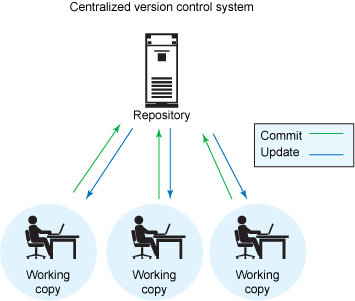 Centralized version control system
Repository
Commit
Update
Working
copy
Working
copy
Working
copy